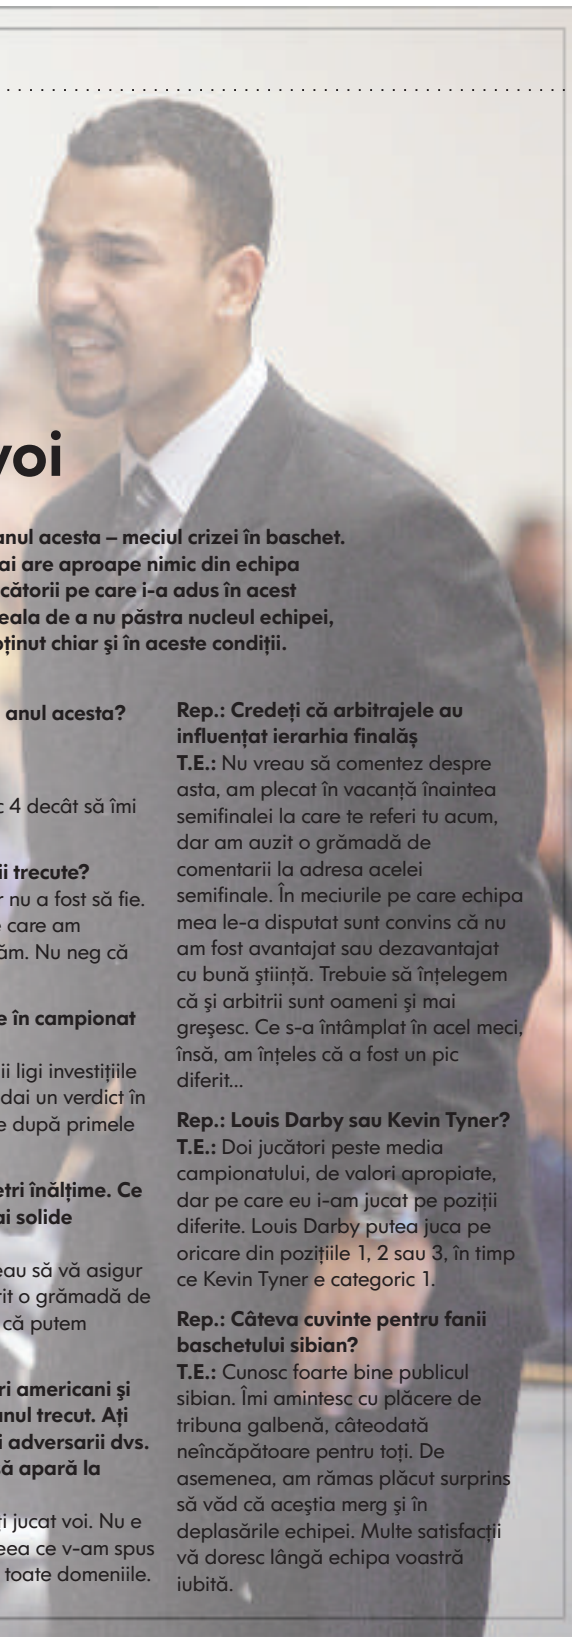 voi
anul acesta – meciul crizei în baschet.
ai are aproape nimic din echipa
cătorii pe care i-a adus în acest
eala de a nu păstra nucleul echipei,
bținut chiar şi în aceste condiţii.
anul acesta?
c 4 decât să îmi
ii trecute?
r nu a fost să fie.
e care am
ăm. Nu neg că
e în campionat
ii ligi investiţiile
dai un verdict în
e după primele
etri înălţime. Ce
ai solide
eau să vă asigur
rit o grămadă de
că putem
ri americani şi
anul trecut. Aţi
i adversarii dvs.
să apară la
ţi jucat voi. Nu e
eea ce v-am spus
toate domeniile.
Rep.: Credeţi că arbitrajele au
influenţat ierarhia finalăş
T.E.: Nu vreau să comentez despre
asta, am plecat în vacanţă înaintea
semifinalei la care te referi tu acum,
dar am auzit o grămadă de
comentarii la adresa acelei
semifinale. În meciurile pe care echipa
mea le-a disputat sunt convins că nu
am fost avantajat sau dezavantajat
cu bună ştiinţă. Trebuie să înţelegem
că şi arbitrii sunt oameni şi mai
greşesc. Ce s-a întâmplat în acel meci,
însă, am înţeles că a fost un pic
diferit...
Rep.: Louis Darby sau Kevin Tyner?
T.E.: Doi jucători peste media
campionatului, de valori apropiate,
dar pe care eu i-am jucat pe poziţii
diferite. Louis Darby putea juca pe
oricare din poziţiile 1, 2 sau 3, în timp
ce Kevin Tyner e categoric 1.
Rep.: Câteva cuvinte pentru fanii
baschetului sibian?
T.E.: Cunosc foarte bine publicul
sibian. Îmi amintesc cu plăcere de
tribuna galbenă, câteodată
neîncăpătoare pentru toţi. De
asemenea, am rămas plăcut surprins
să văd că aceştia merg şi în
deplasările echipei. Multe satisfacţii
vă doresc lângă echipa voastră
iubită.